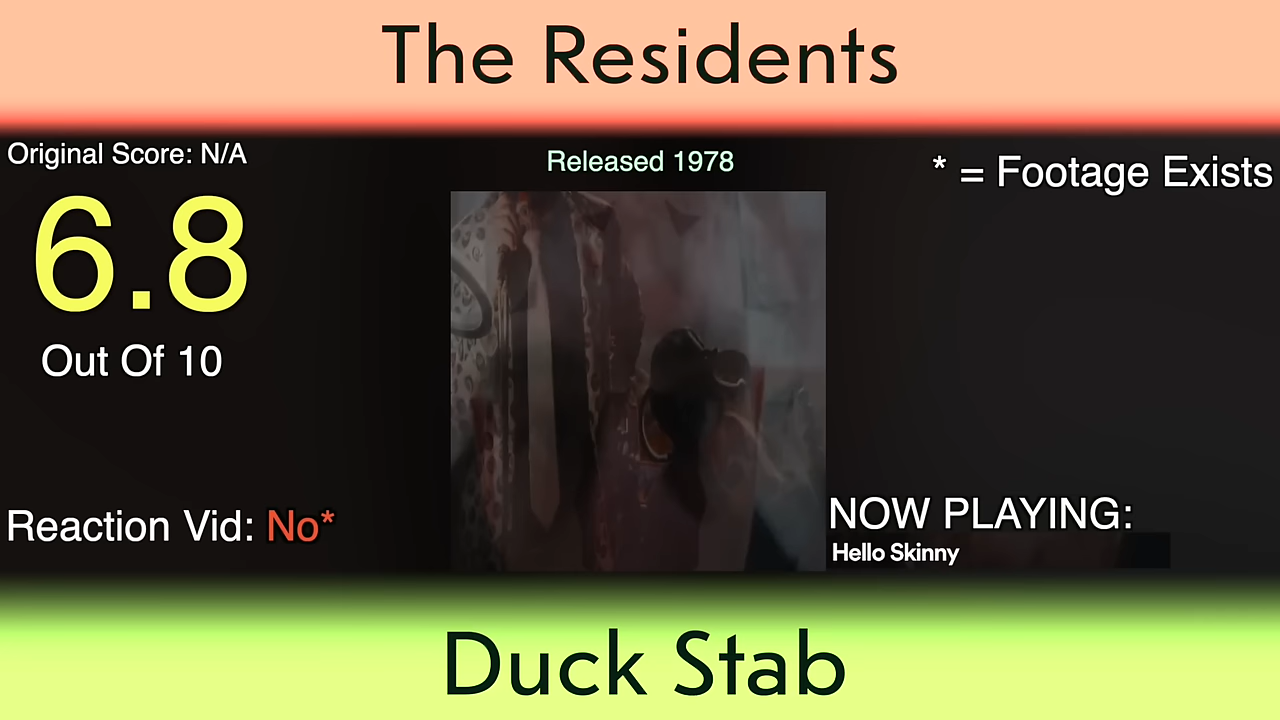 The Residents
Original Score: N/A
6.8
Out Of 10
Released 1978
* = Footage Exists
Reaction Vid: No*
NOW PLAYING:
Hello Skinny
Duck Stab